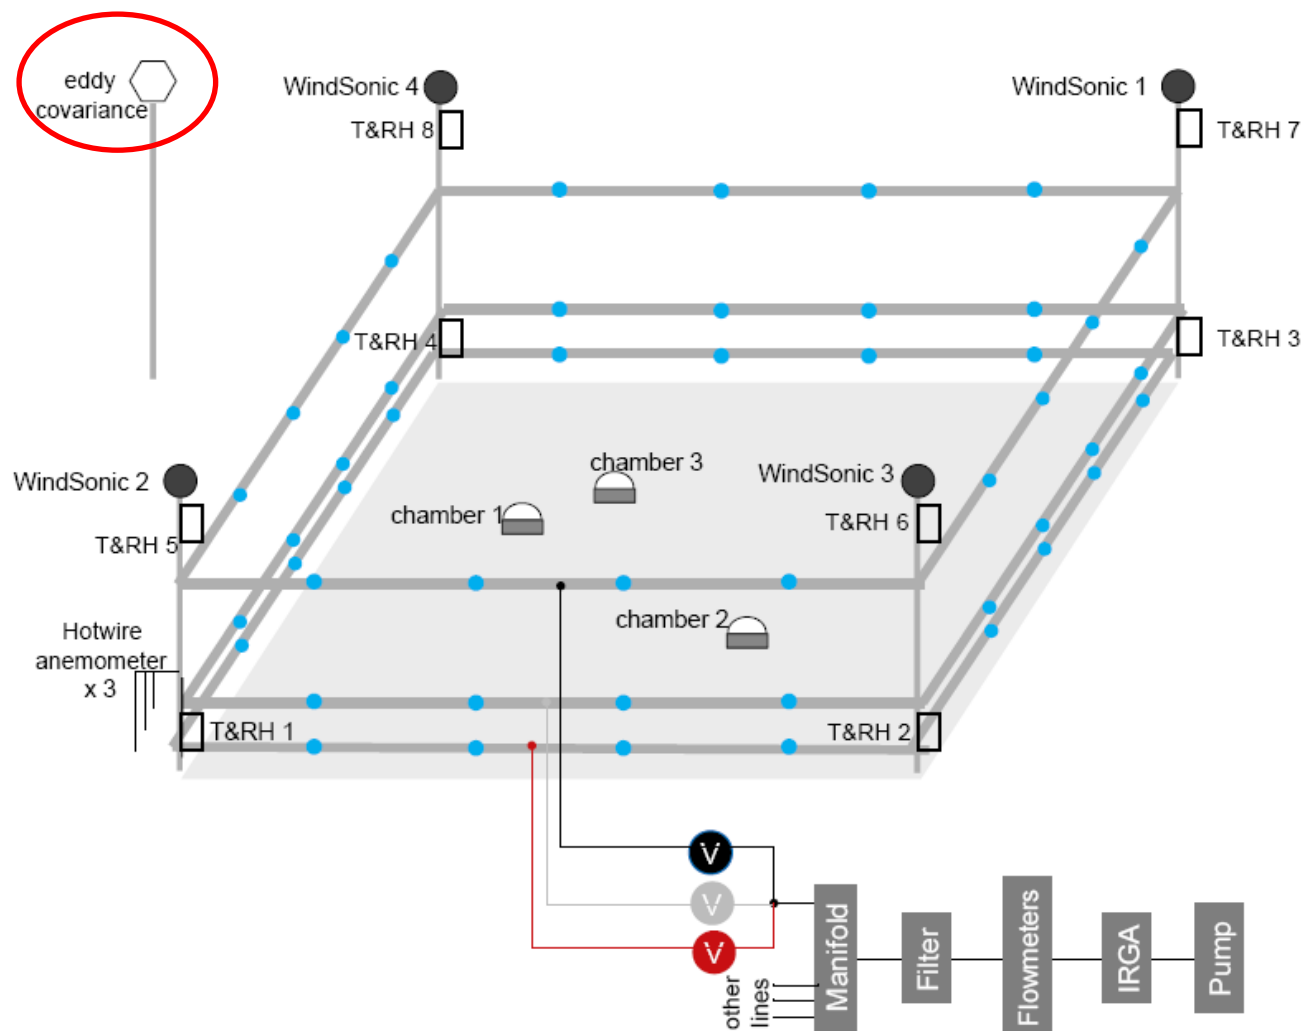 eddy
covariance
WindSonic 4
WindSonic 1
T&RH 8
T&RH 7
T&RH 4
T&RH 3
WindSonic 2
chamber 3
WindSonic 3
chamber 1
T&RH 5
T&RH 6
Hotwire
anemometer
x 3
chamber 2
T&RH 1
T&RH 2
V
V
V
other
lines
Manifold
Filter
Flowmeters
IRGA
Pump